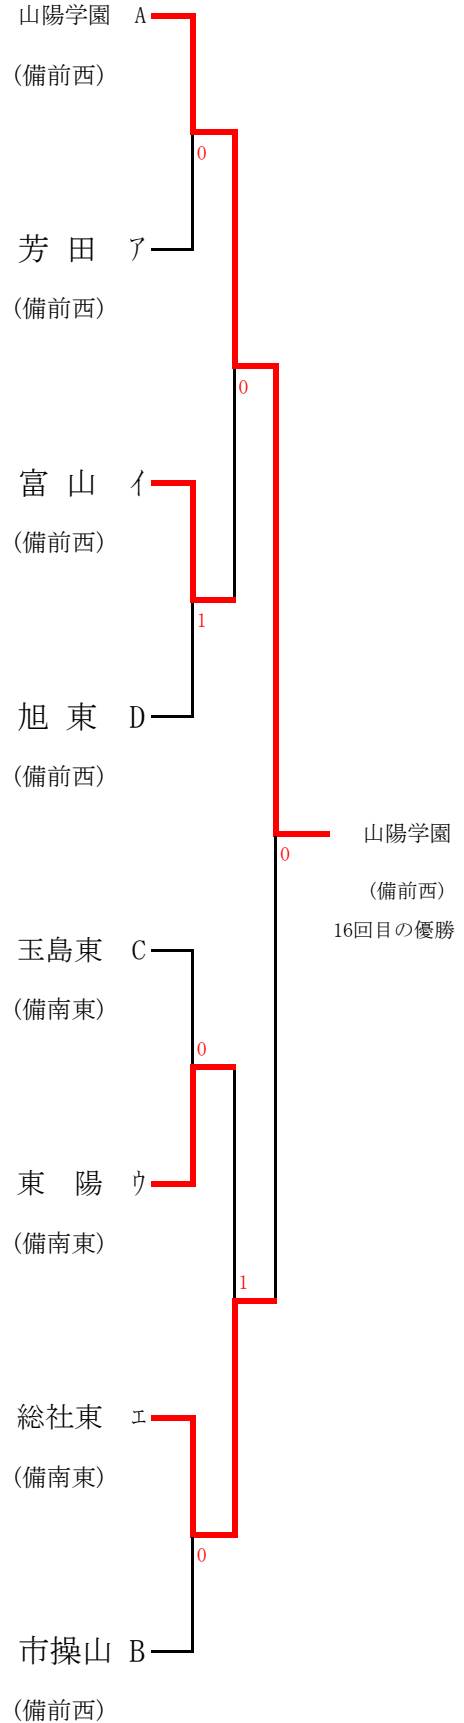 山陽学園 A
(備前西)
0
芳田 ア
(備前西)
0
富山 イ
(備前西)
1
旭東 D
(備前西)
山陽学園
0
(備前西)
16回目の優勝
玉島東 C
(備南東)
0
東陽 ウ
(備南東)
1
総社東 エ
(備南東)
0
市操山 B
(備前西)